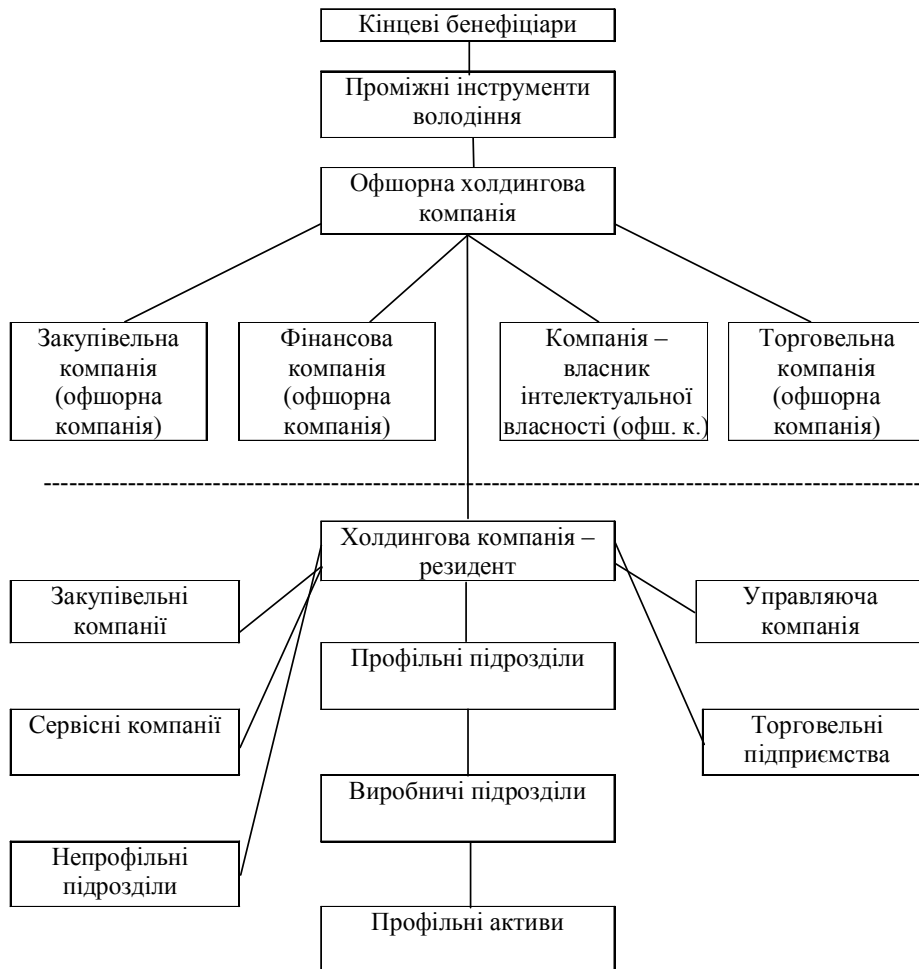 Кінцеві бенефіціари
Проміжні інструменти
володіння
Офшорна холдингова
компанія
Закупівельна
компанія
(офшорна
компанія)
Фінансова
компанія
(офшорна
компанія)
Компанія –
власник
інтелектуальної
власності (офш. к.)
Торговельна
компанія
(офшорна
компанія)
Холдингова компанія –
резидент
Закупівельні
компанії
Управляюча
компанія
Профільні підрозділи
Сервісні компанії
Торговельні
підприємства
Виробничі підрозділи
Непрофільні
підрозділи
Профільні активи